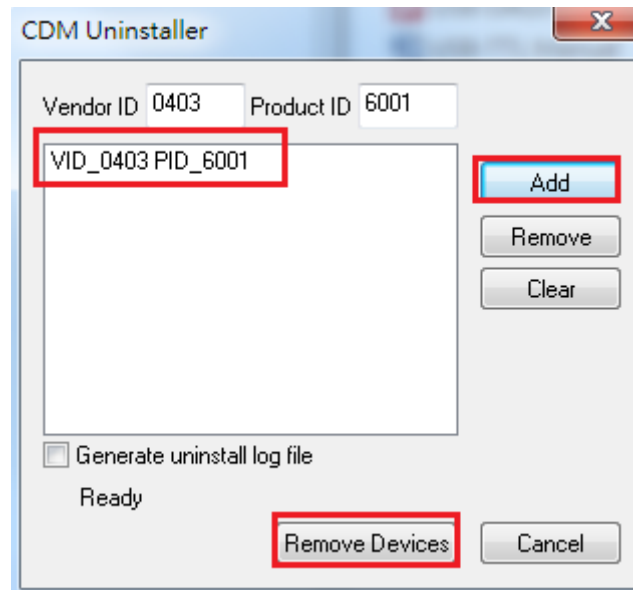 CDM Uninstaller
Vendor ID 0403 Product ID 6001
VID_0403 PID_6001
Add
Remove
Clear
Generate uninstall log file
Ready
Remove Devices Cancel